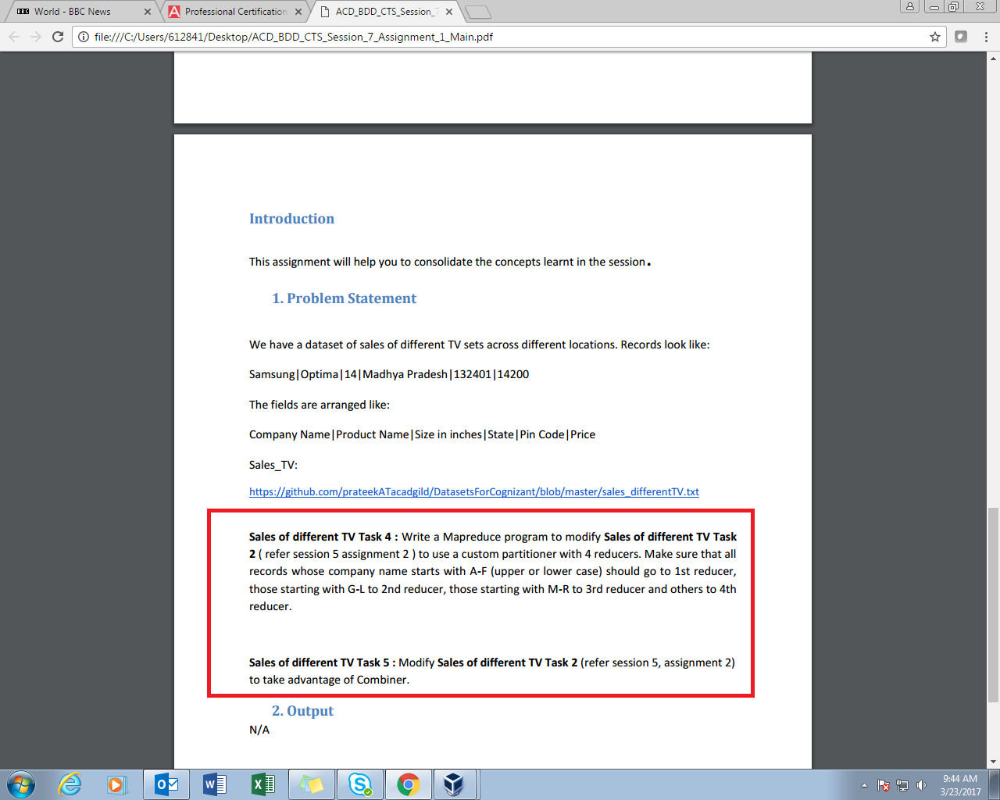 World - BBC News
Professional Certification
ACD_BDD_CTS_Session_7
file:///C:/Users/612841/Desktop/ACD_BDD_CTS_Session_7_Assignment_1_Main.pdf
Introduction
This assignment will help you to consolidate the concepts learnt in the session.
1. Problem Statement
We have a dataset of sales of different TV sets across different locations. Records look like:
Samsung|Optima|14|Madhya Pradesh|132401|14200
The fields are arranged like:
Company Name|Product Name|Size in inches|State|Pin Code|Price
Sales_TV:
https://github.com/prateekATacadgild/DatasetsForCognizant/blob/master/sales_differentTV.txt
Sales of different TV Task 4 : Write a Mapreduce program to modify Sales of different TV Task
2 ( refer session 5 assignment 2 ) to use a custom partitioner with 4 reducers. Make sure that all
records whose company name starts with A-F (upper or lower case) should go to 1st reducer,
those starting with G-L to 2nd reducer, those starting with M-R to 3rd reducer and others to 4th
reducer.
Sales of different TV Task 5 : Modify Sales of different TV Task 2 (refer session 5, assignment 2)
to take advantage of Combiner.
2. Output
N/A
9:44 AM
3/23/2017